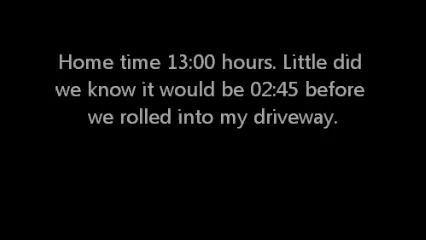 Home time 13:00 hours. Little did
we know it would be 02:45 before
we rolled into my driveway.